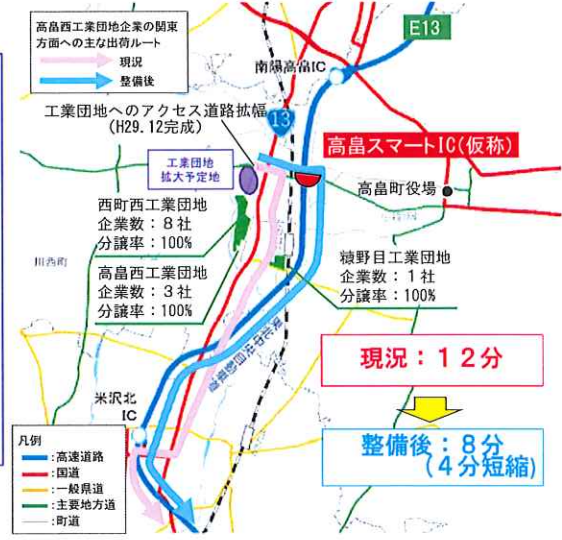 高畠西工業団地企業の関東
方面への主な出荷ルート
現況
整備後
E13
南陽高畠IC
工業団地へのアクセス道路拡幅
(H29.12完成)
13
高畠スマートIC(仮称)
工業団地
拡大予定地
高畠町役場
西町西工業団地
企業数：８社
分譲率：100%
川西町
高畠西工業団地
企業数：３社
分譲率：100%
糠野目工業団地
企業数：１社
分譲率：100%
東北中央自動車道
現況：１２分
米沢北
IC
整備後：８分
(４分短縮)
凡例
:高速道路
:国道
:一般県道
:主要地方道
:町道